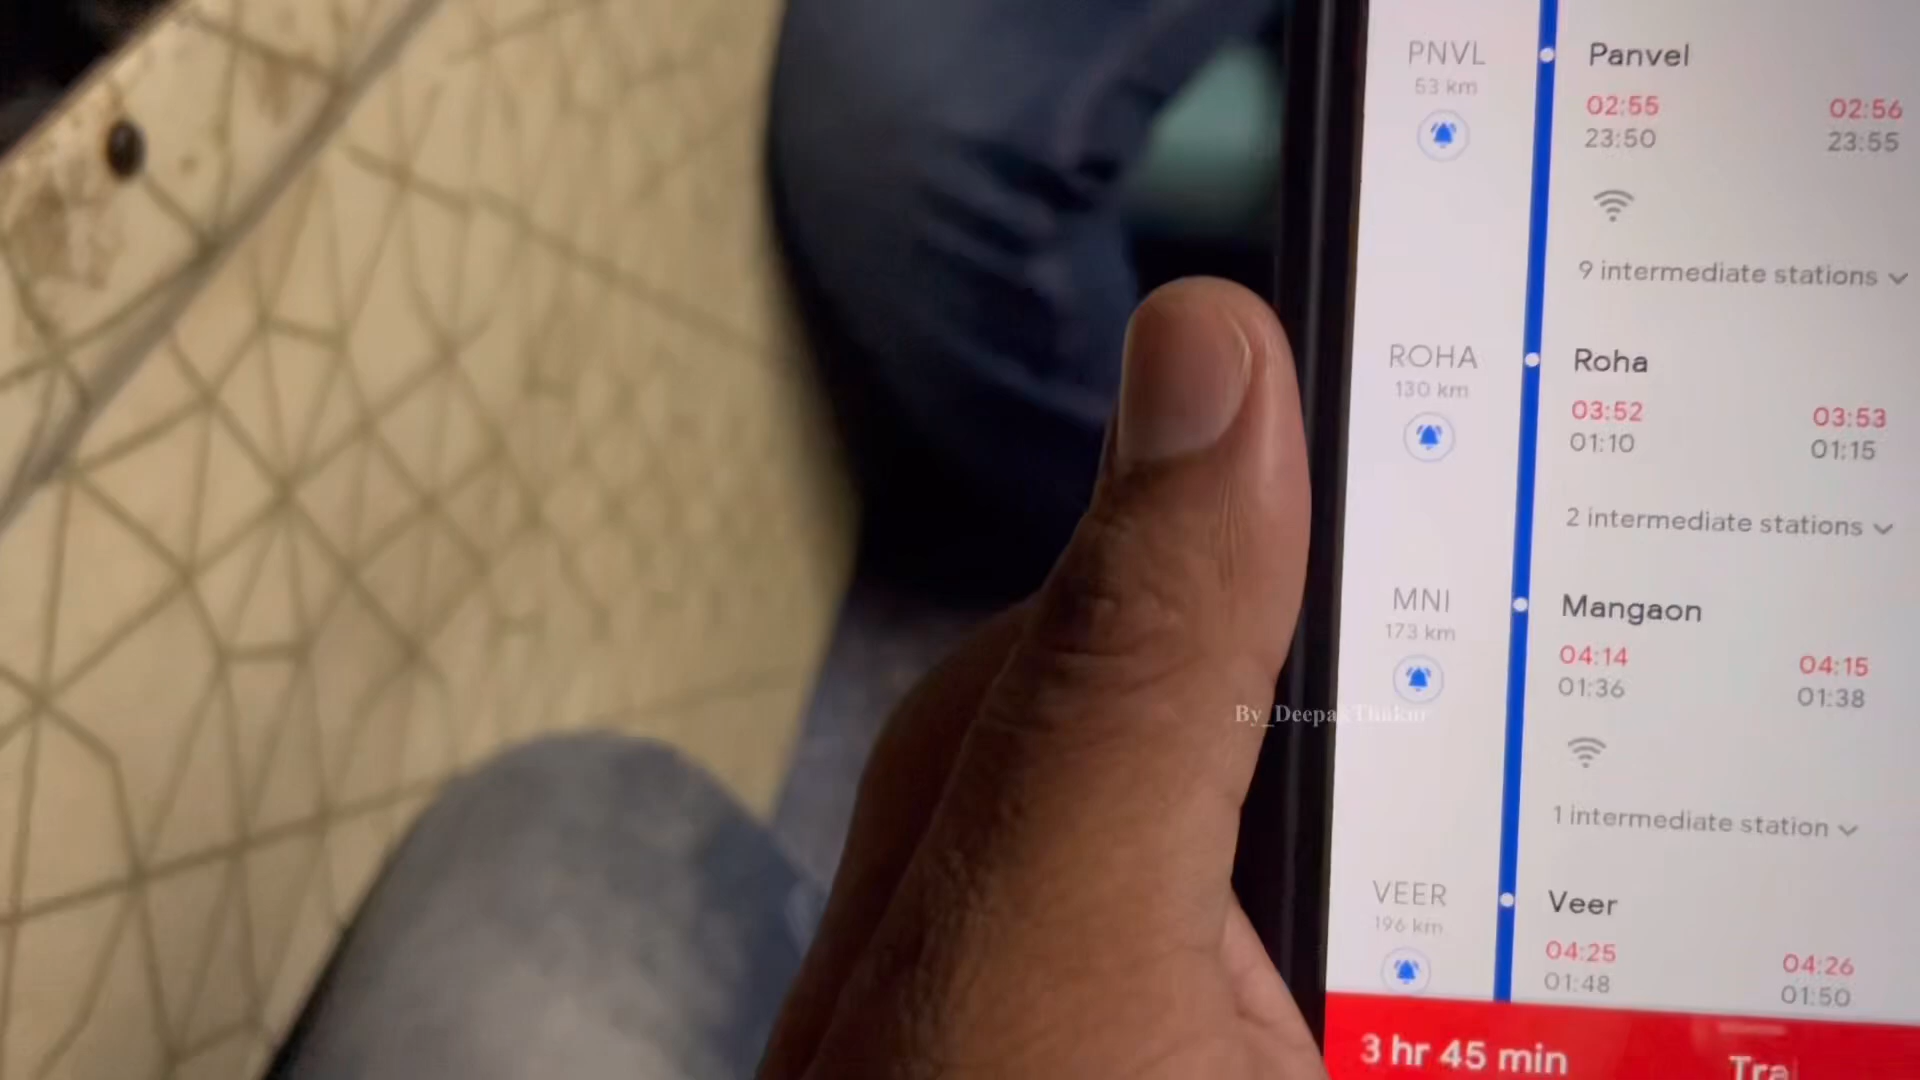 PNVL
53 km
Panvel
02:55 02:56
23:50 23:55
9 intermediate stations
ROHA
130 km
Roha
03:52 03:53
01:10 01:15
2 intermediate stations
MNI
173 km
Mangaon
04:14 04:15
01:36 01:38
By_DeepakThakur
1 intermediate station
VEER
196 km
Veer
04:25 04:26
01:48 01:50
3 hr 45 min